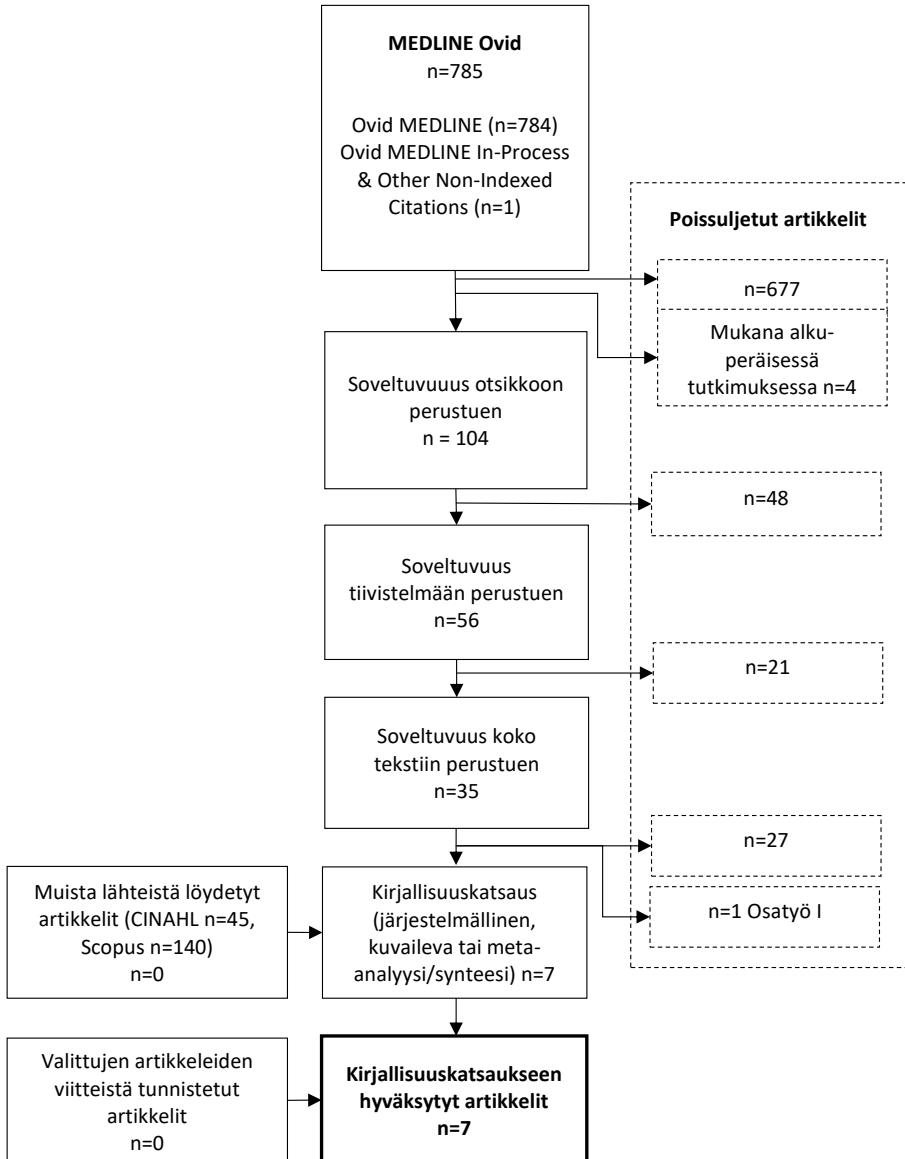 MEDLINE Ovid
n=785
Ovid MEDLINE (n=784)
Ovid MEDLINE In-Process
& Other Non-Indexed
Citations (n=1)
Poissuljetut artikkelit
n=677
Mukana alku-
peräisessä
tutkimuksessa n=4
Soveltuvuuus otsikkoon
perustuen
n = 104
n=48
Soveltuvuus
tiivistelmään perustuen
n=56
n=21
Soveltuvuus koko
tekstiin perustuen
n=35
n=27
n=1 Osatyö I
Muista lähteistä löydetyt
artikkelit (CINAHL n=45,
Scopus n=140)
n=0
Kirjallisuuskatsaus
(järjestelmällinen,
kuvaileva tai meta-
analyysi/synteesi) n=7
Valittujen artikkeleiden
viitteistä tunnistetut
artikkelit
n=0
Kirjallisuuskatsaukseen
hyväksytyt artikkelit
n=7